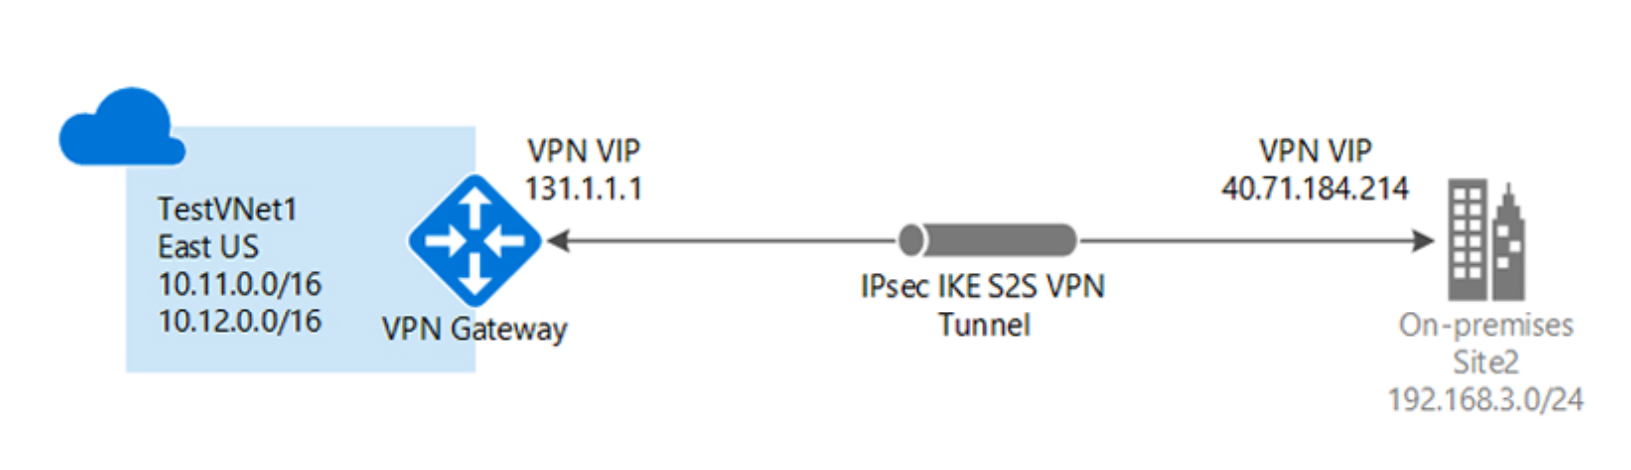 TestVNet1
East US
10.11.0.0/16
10.12.0.0/16
VPN Gateway
VPN VIP
131.1.1.1
IPsec IKE S2S VPN
Tunnel
VPN VIP
40.71.184.214
On-premises
Site2
192.168.3.0/24